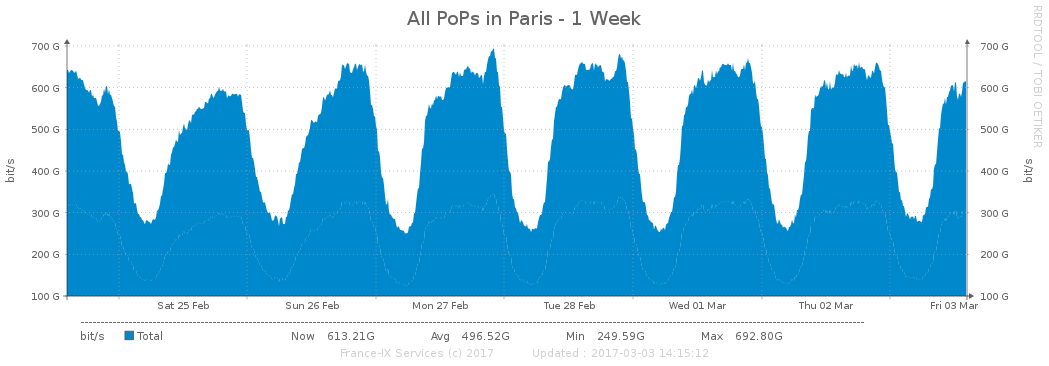 All PoPs in Paris - 1 Week
RRDTOOL / TOBI OETIKER
700 G 700 G
600 G 600 G
500 G 500 G
400 G 400 G
300 G 300 G
200 G 200 G
100 G 100 G
bit/s
bit/s
Sat 25 Feb Sun 26 Feb Mon 27 Feb Tue 28 Feb Wed 01 Mar Thu 02 Mar Fri 03 Mar
bit/s Total Now 613.21G Avg 496.52G Min 249.59G Max 692.80G
France-IX Services (c) 2017 Updated : 2017-03-03 14:15:12